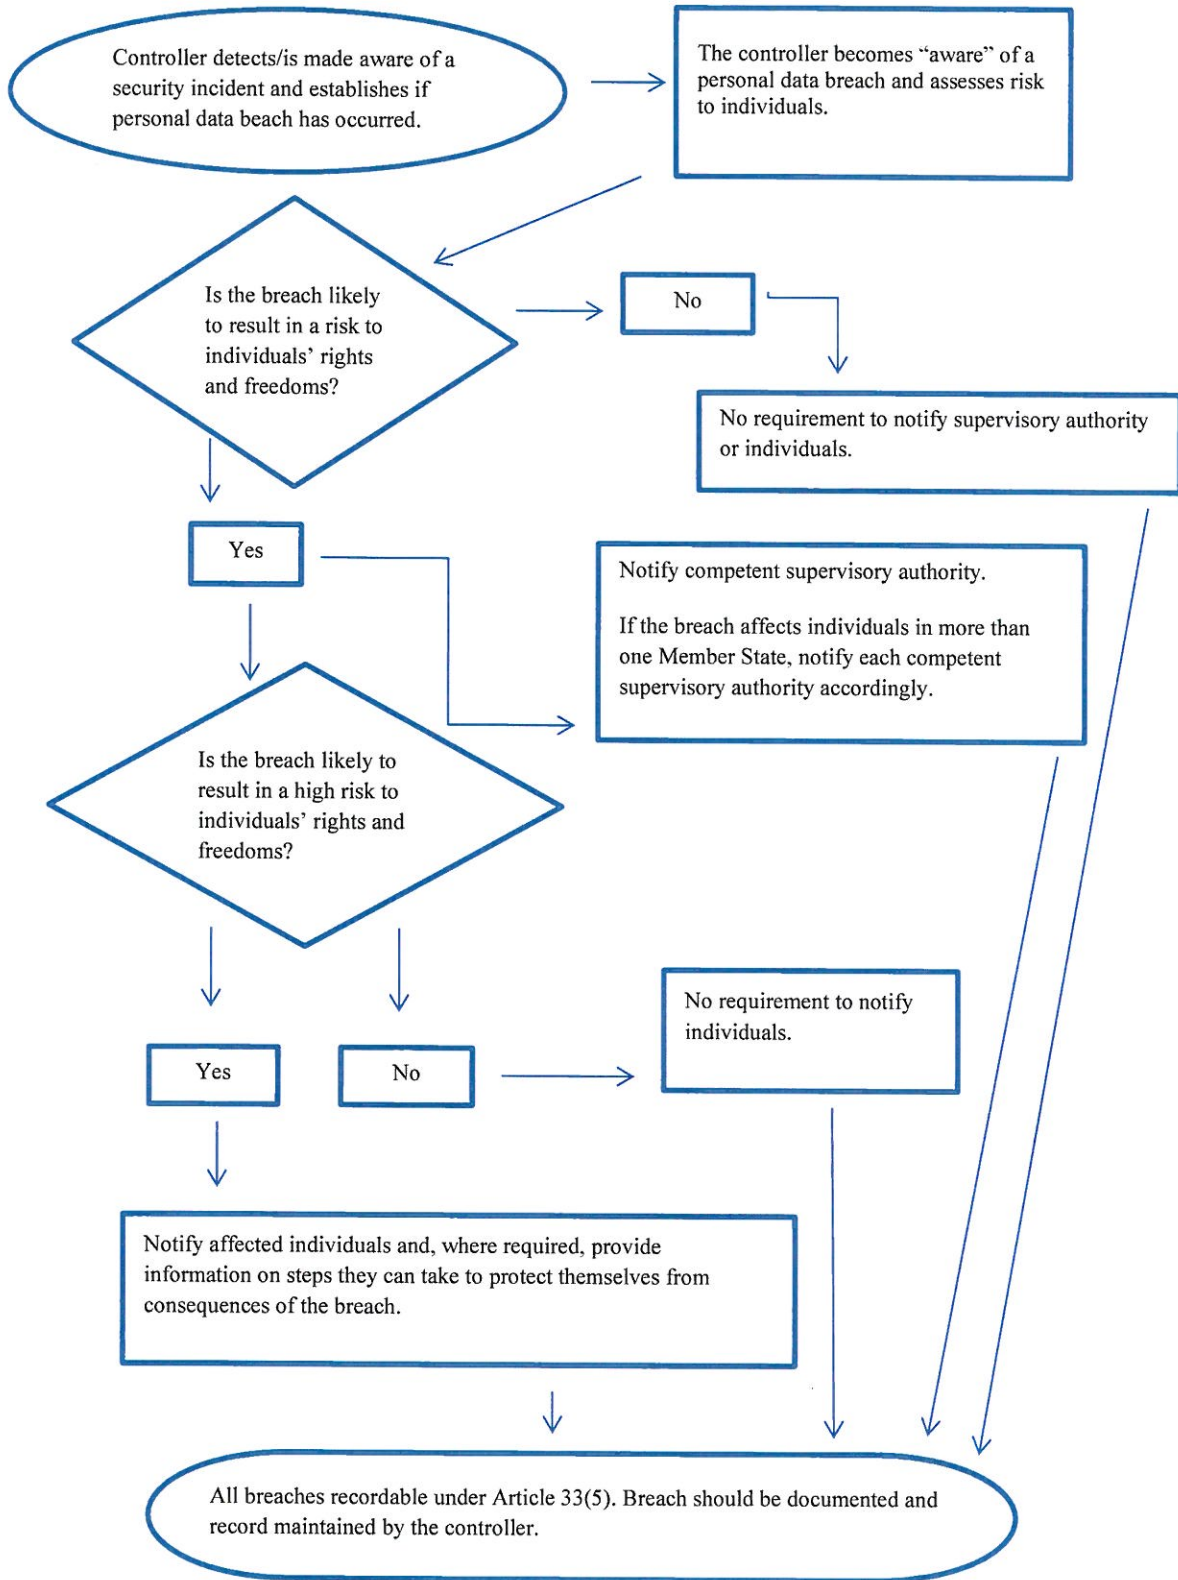 Controller detects/is made aware of a
security incident and establishes if
personal data beach has occurred.
The controller becomes “aware” of a
personal data breach and assesses risk
to individuals.
Is the breach likely
to result in a risk to
individuals’ rights
and freedoms?
No
No requirement to notify supervisory authority
or individuals.
Yes
Notify competent supervisory authority.
If the breach affects individuals in more than
one Member State, notify each competent
supervisory authority accordingly.
Is the breach likely to
result in a high risk to
individuals’ rights and
freedoms?
Yes
No
No requirement to notify
individuals.
Notify affected individuals and, where required, provide
information on steps they can take to protect themselves from
consequences of the breach.
All breaches recordable under Article 33(5). Breach should be documented and
record maintained by the controller.